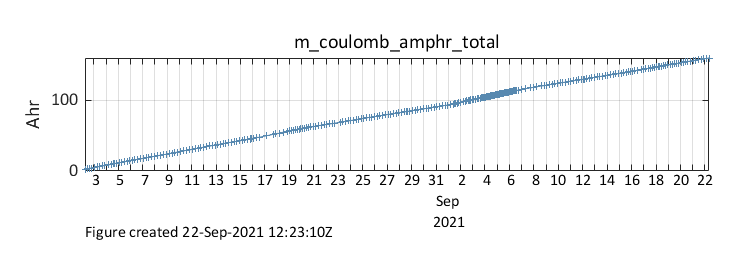 m_coulomb_amphr_total
Ahr
100
0
3 5 7 9 11 13 15 17 19 21 23 25 27 29 31 2 4 6 8 10 12 14 16 18 20 22
Sep
2021
Figure created 22-Sep-2021 12:23:10Z